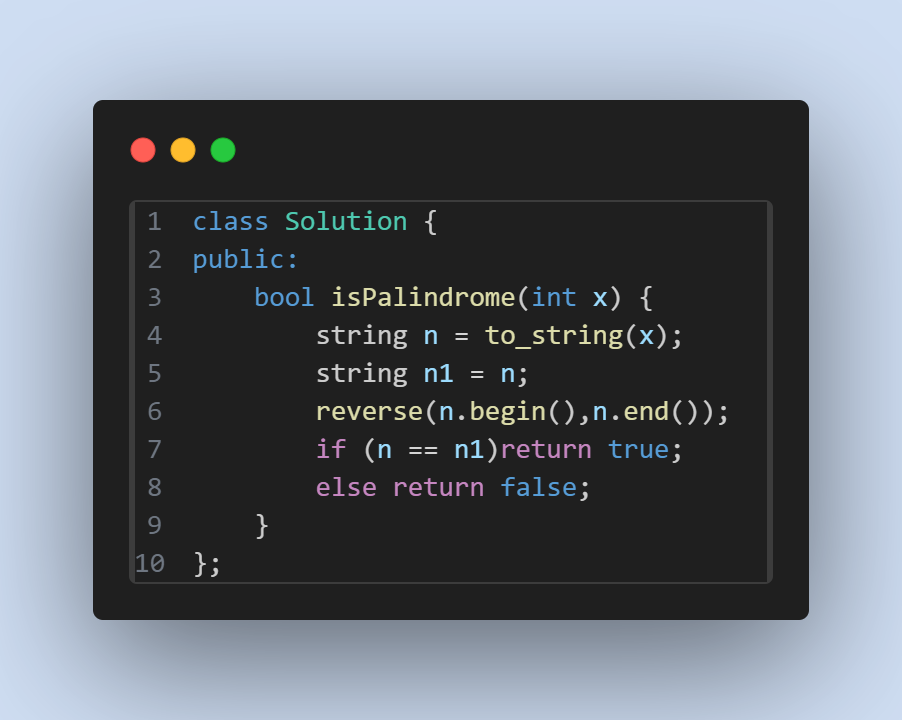 1 class Solution {
2 public:
3     bool isPalindrome(int x) {
4         string n = to_string(x);
5         string n1 = n;
6         reverse(n.begin(),n.end());
7         if (n == n1)return true;
8         else return false;
9     }
10 };